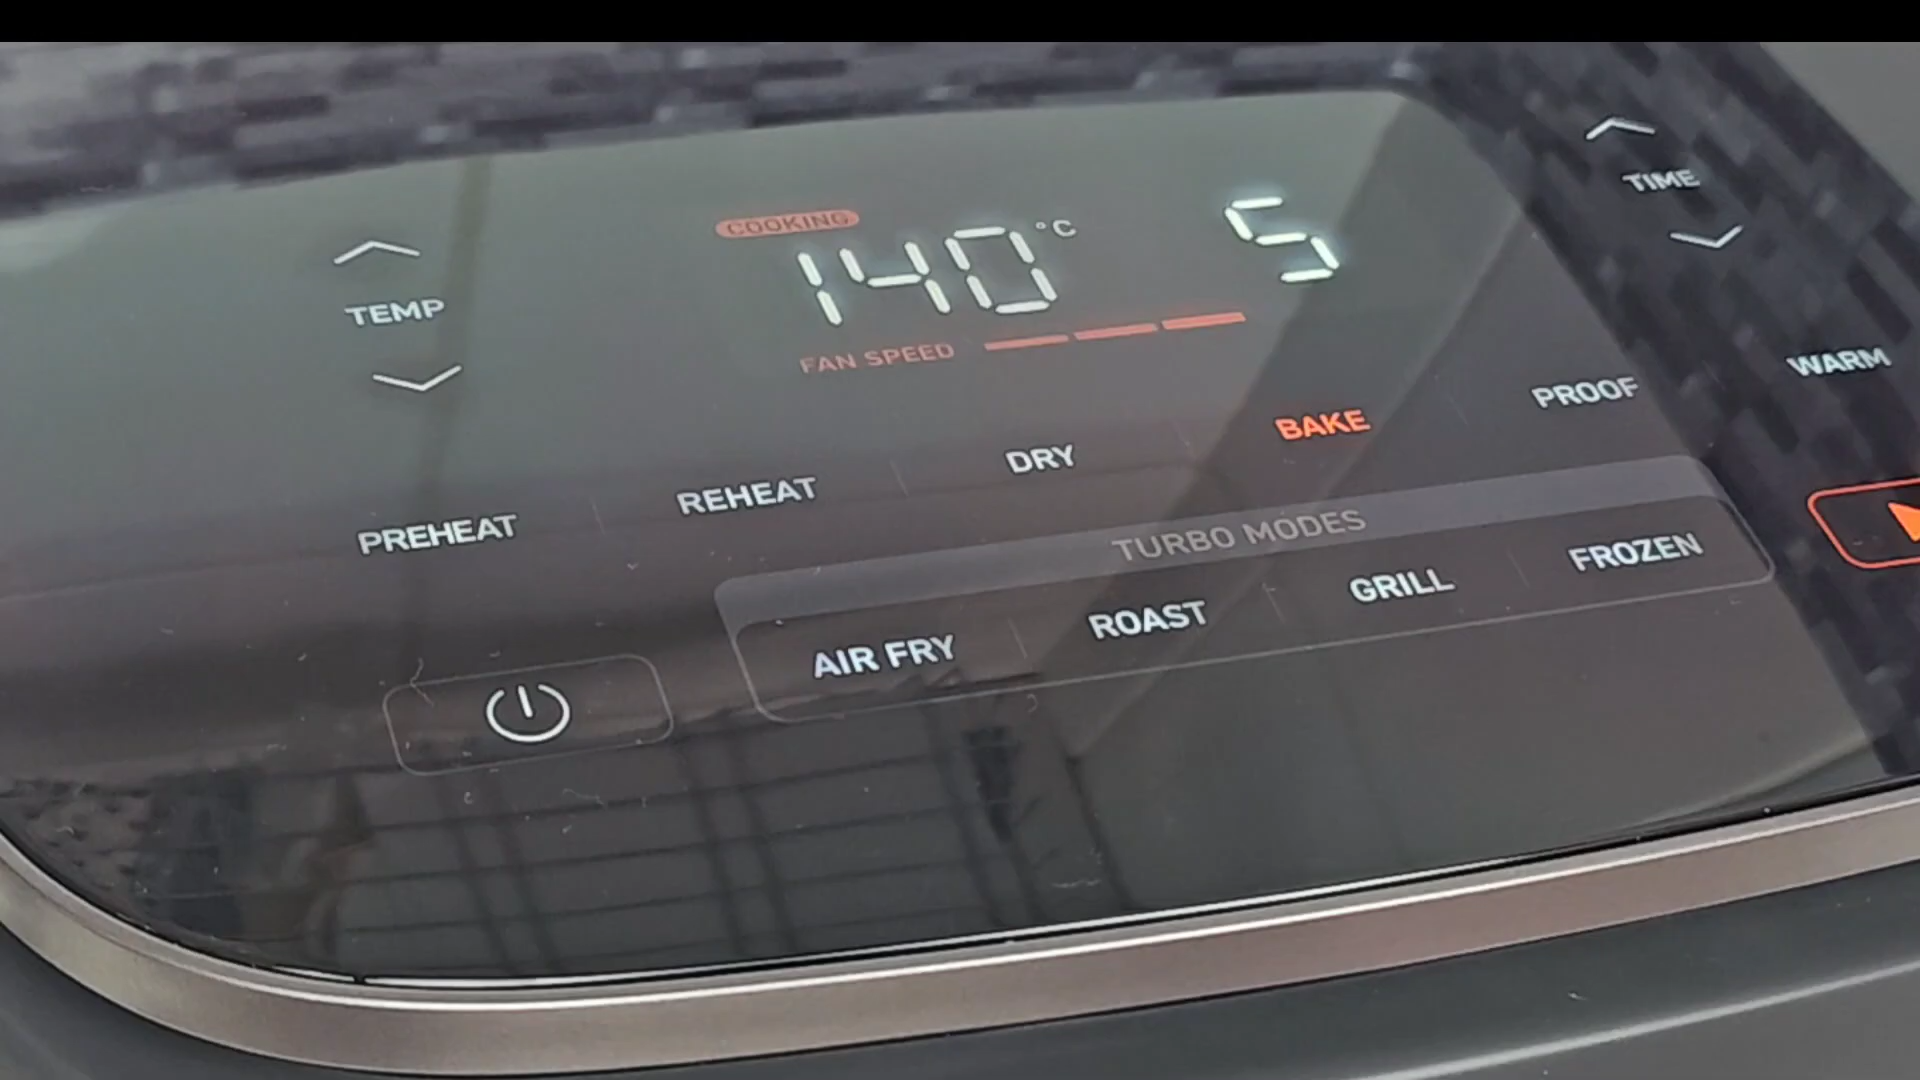 COOKING
TEMP 140 °C 5 TIME
FAN SPEED
PREHEAT REHEAT DRY BAKE PROOF WARM
TURBO MODES
AIR FRY ROAST GRILL FROZEN